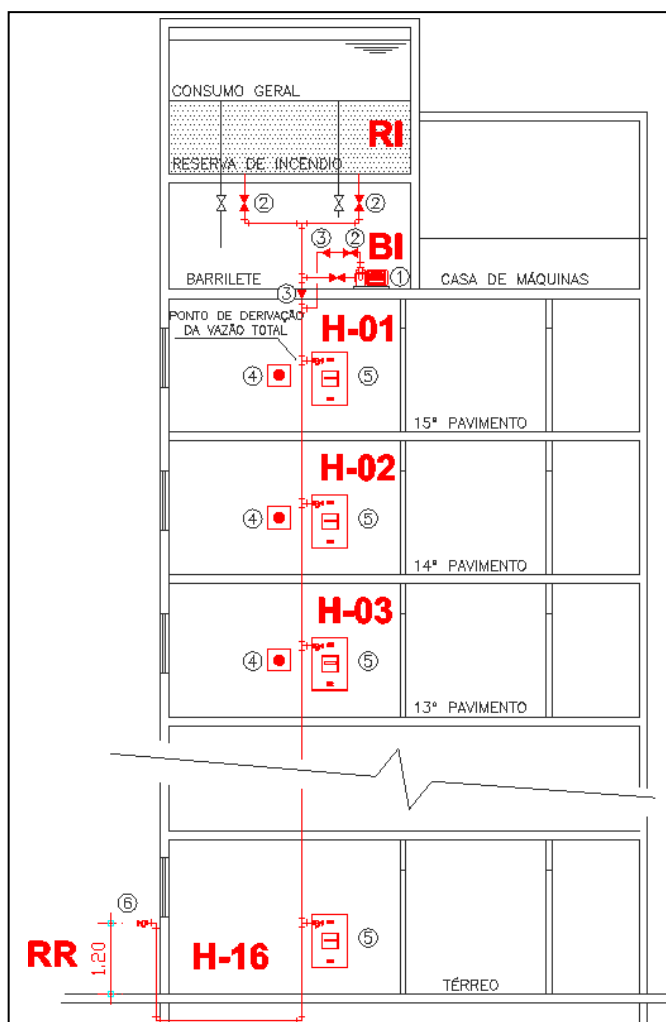 CONSUMO GERAL
RI
RESERVA DE INCÊNDIO
2
2
3
2
BI
1
BARRILETE
CASA DE MÁQUINAS
3
PONTO DE DERIVAÇÃO
DA VAZÃO TOTAL
H-01
4
5
15º PAVIMENTO
H-02
4
5
14º PAVIMENTO
H-03
4
5
13º PAVIMENTO
6
RR
1,20
H-16
5
TÉRREO